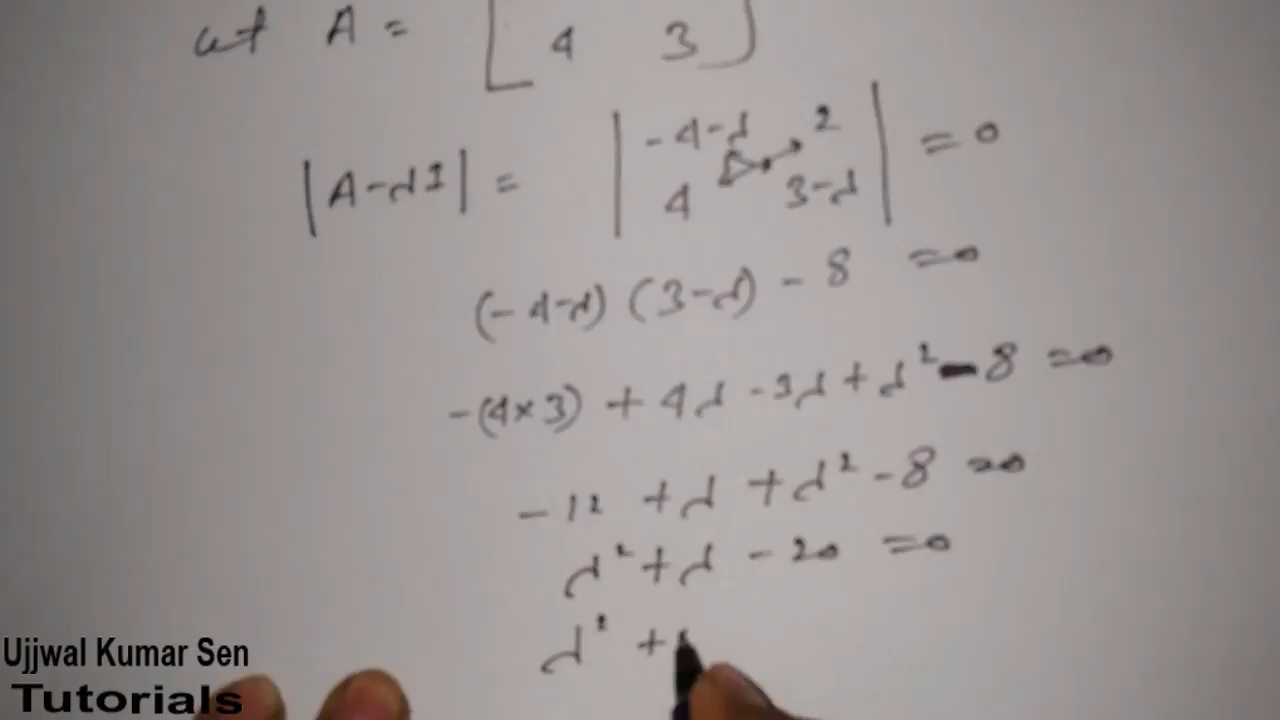 let A = [ 4 3 ]
|A-λI| = | -4-λ 2 | = 0
4 3-λ
(-4-λ) (3-λ) - 8 = 0
-(4×3) + 4λ - 3λ + λ² - 8 = 0
-12 + λ + λ² - 8 = 0
λ² + λ - 20 = 0
λ² +
Ujjwal Kumar Sen
Tutorials